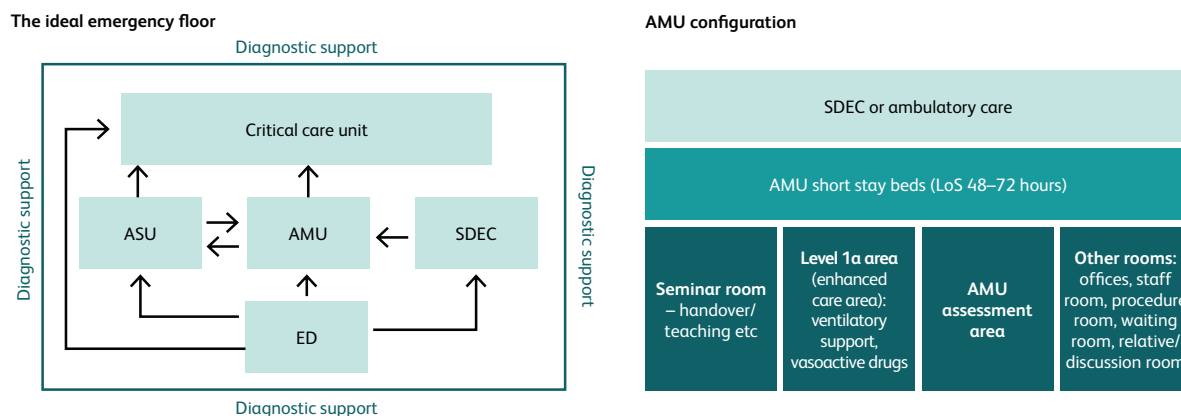 The ideal emergency floor
Diagnostic support
Diagnostic support
Critical care unit
ASU
AMU
SDEC
ED
Diagnostic support
Diagnostic support
AMU configuration
SDEC or ambulatory care
AMU short stay beds (LoS 48–72 hours)
Seminar room
– handover/
teaching etc
Level 1a area
(enhanced
care area):
ventilatory
support,
vasoactive drugs
AMU
assessment
area
Other rooms:
offices, staff
room, procedure
room, waiting
room, relative/
discussion room